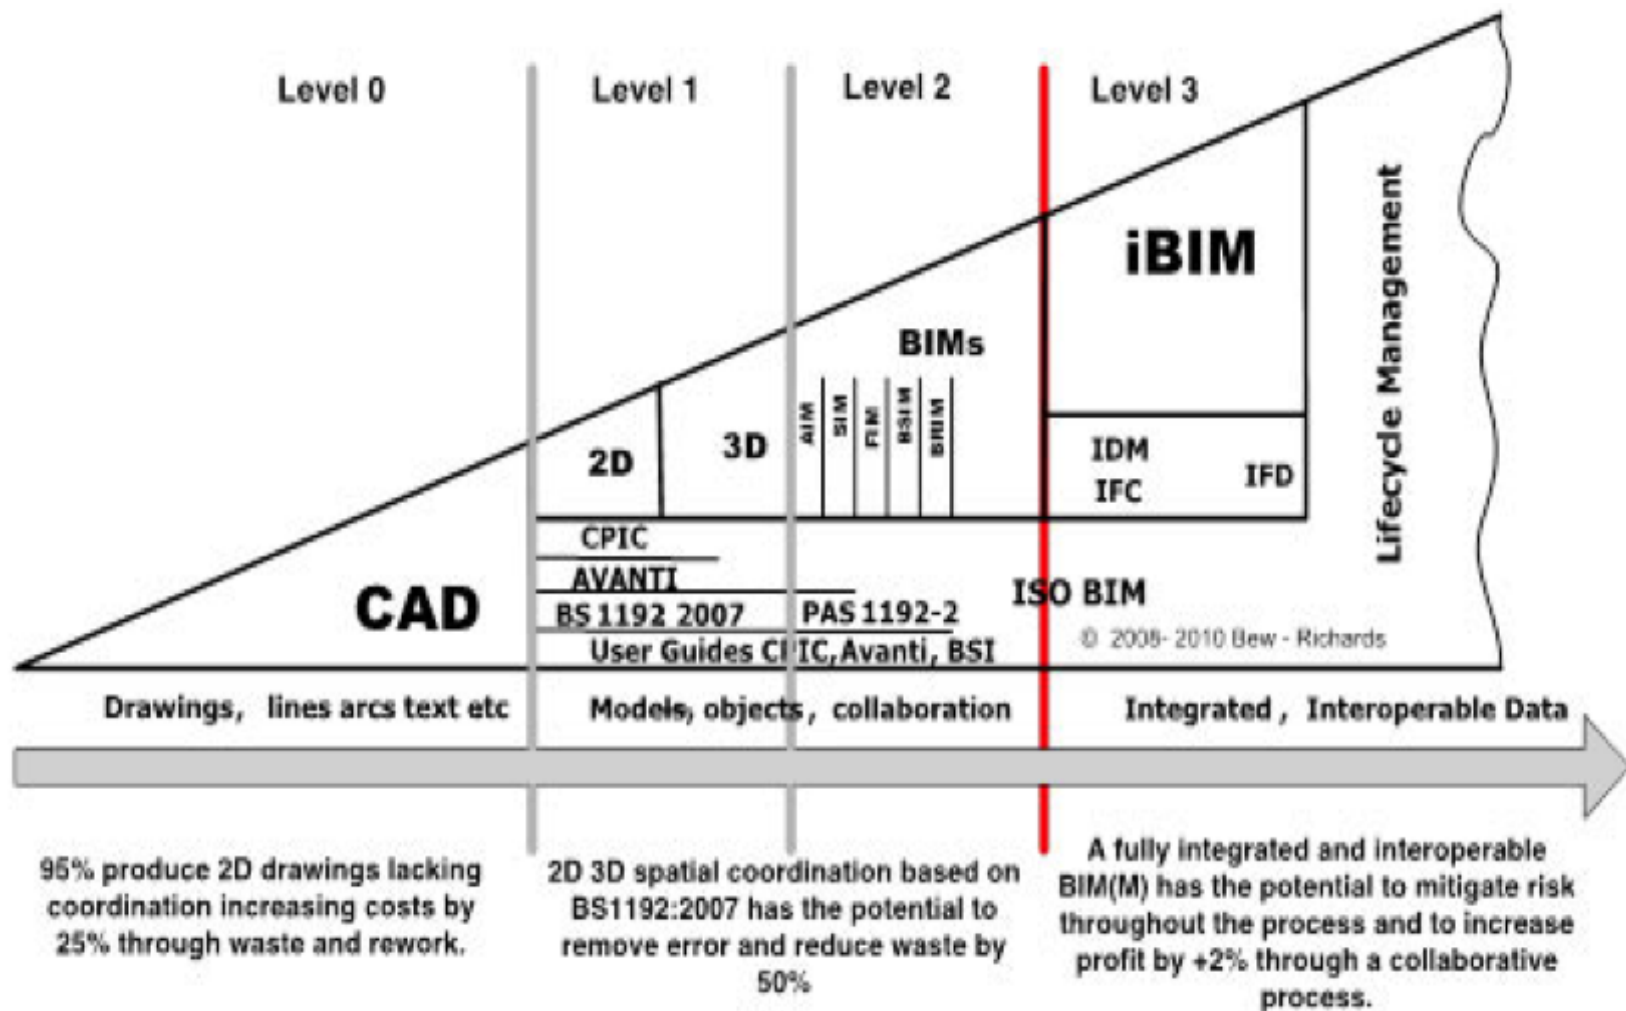 Level 0
Level 1
Level 2
Level 3
iBIM
BIMs
2D
3D
AIM
SIM
FIM
BSIM
BRIM
IDM
IFC
IFD
Lifecycle Management
CAD
CPIC
AVANTI
BS 1192 2007
PAS 1192-2
User Guides CPIC, Avanti, BSI
ISO BIM
© 2008- 2010 Bew - Richards
Drawings, lines arcs text etc
Models, objects, collaboration
Integrated, Interoperable Data
95% produce 2D drawings lacking
coordination increasing costs by
25% through waste and rework.
2D 3D spatial coordination based on
BS1192:2007 has the potential to
remove error and reduce waste by
50%
A fully integrated and interoperable
BIM(M) has the potential to mitigate risk
throughout the process and to increase
profit by +2% through a collaborative
process.